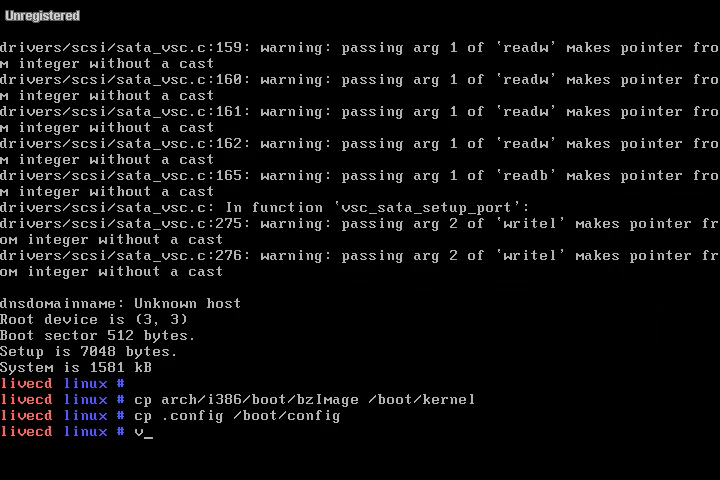 Unregistered
drivers/scsi/sata_vsc.c:159: warning: passing arg 1 of `readw' makes pointer fro
m integer without a cast
drivers/scsi/sata_vsc.c:160: warning: passing arg 1 of `readw' makes pointer fro
m integer without a cast
drivers/scsi/sata_vsc.c:161: warning: passing arg 1 of `readw' makes pointer fro
m integer without a cast
drivers/scsi/sata_vsc.c:162: warning: passing arg 1 of `readw' makes pointer fro
m integer without a cast
drivers/scsi/sata_vsc.c:165: warning: passing arg 1 of `readb' makes pointer fro
m integer without a cast
drivers/scsi/sata_vsc.c: In function `vsc_sata_setup_port':
drivers/scsi/sata_vsc.c:275: warning: passing arg 2 of `writel' makes pointer fr
om integer without a cast
drivers/scsi/sata_vsc.c:276: warning: passing arg 2 of `writel' makes pointer fr
om integer without a cast
dnsdomainname: Unknown host
Root device is (3, 3)
Boot sector 512 bytes.
Setup is 7048 bytes.
System is 1581 kB
livecd linux #
livecd linux # cp arch/i386/boot/bzImage /boot/kernel
livecd linux # cp .config /boot/config
livecd linux # v_